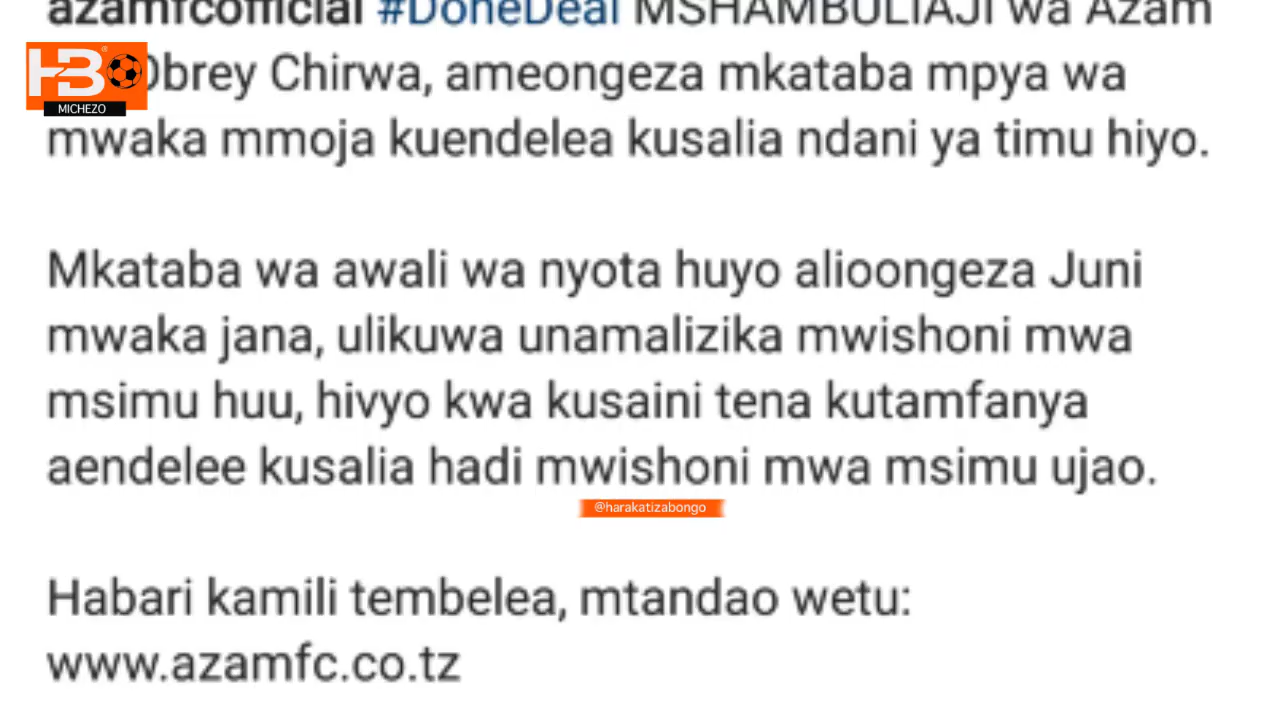 azamfcofficial #DoneDeal MSHAMBULIAJI wa Azam
Obrey Chirwa, ameongeza mkataba mpya wa
mwaka mmoja kuendelea kusalia ndani ya timu hiyo.
Mkataba wa awali wa nyota huyo alioongeza Juni
mwaka jana, ulikuwa unamalizika mwishoni mwa
msimu huu, hivyo kwa kusaini tena kutamfanya
aendelee kusalia hadi mwishoni mwa msimu ujao.
Habari kamili tembelea, mtandao wetu:
www.azamfc.co.tz
HB
MICHEZO
@harakatizabongo